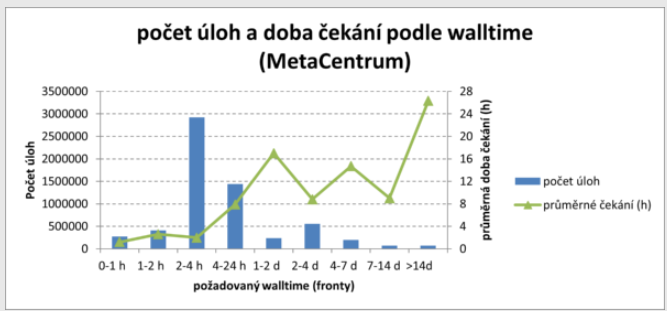 počet úloh a doba čekání podle walltime
(MetaCentrum)
3500000
3000000
2500000
2000000
1500000
1000000
500000
0
Počet úloh
28
24
20
16
12
8
4
0
průměrná doba čekání (h)
0-1 h 1-2 h 2-4 h 4-24 h 1-2 d 2-4 d 4-7 d 7-14 d >14d
požadovaný walltime (fronty)
počet úloh
průměrné čekání (h)